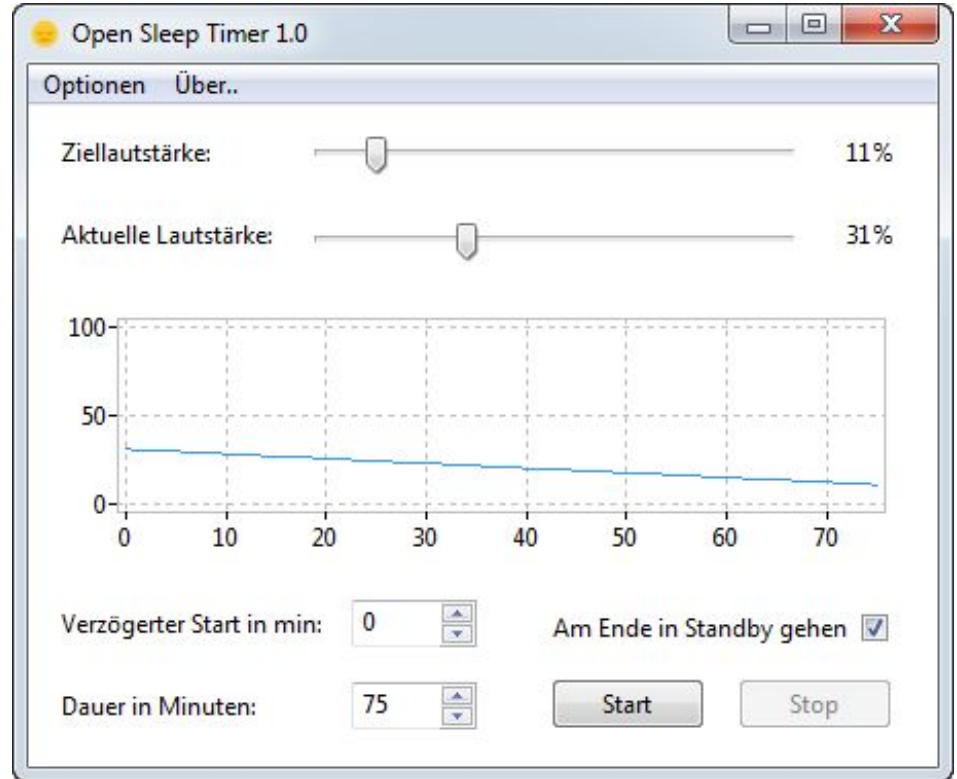 Open Sleep Timer 1.0
Optionen Über..
Ziellautstärke: 11%
Aktuelle Lautstärke: 31%
100
50
0
0 10 20 30 40 50 60 70
Verzögerter Start in min: 0 Am Ende in Standby gehen
Dauer in Minuten: 75 Start Stop